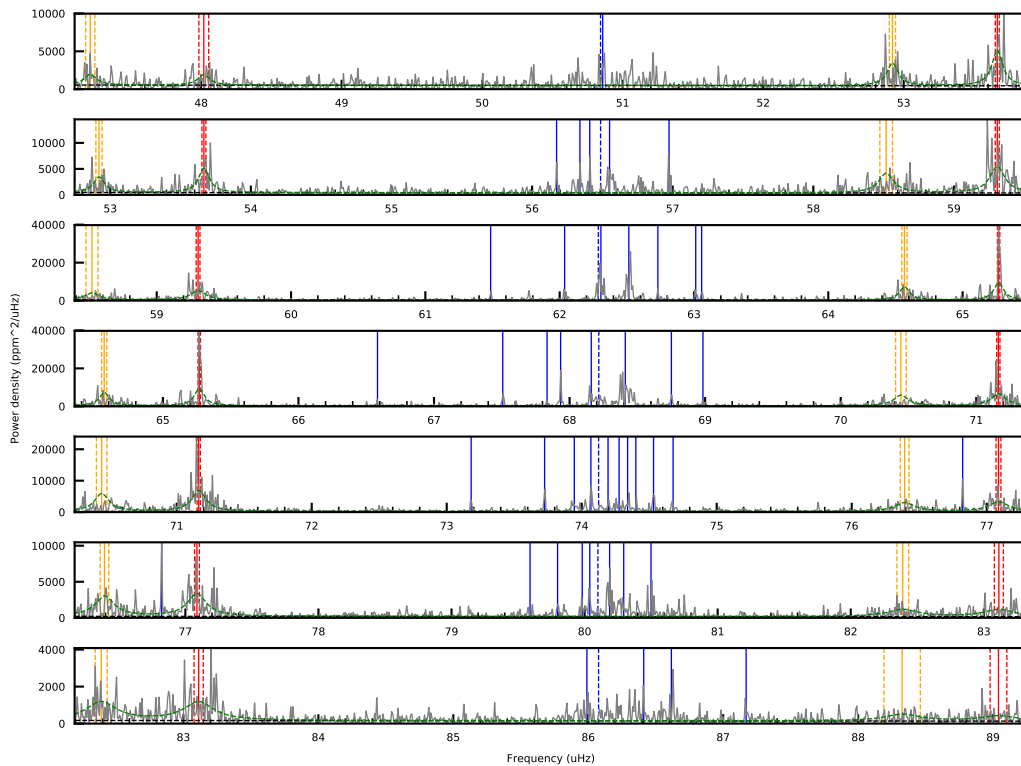 10000
5000
0
48 49 50 51 52 53
10000
5000
0
53 54 55 56 57 58 59
40000
20000
0
59 60 61 62 63 64 65
40000
20000
0
65 66 67 68 69 70 71
20000
10000
0
71 72 73 74 75 76 77
10000
5000
0
77 78 79 80 81 82 83
4000
2000
0
83 84 85 86 87 88 89
Power density (ppm^2/uHz)
Frequency (uHz)